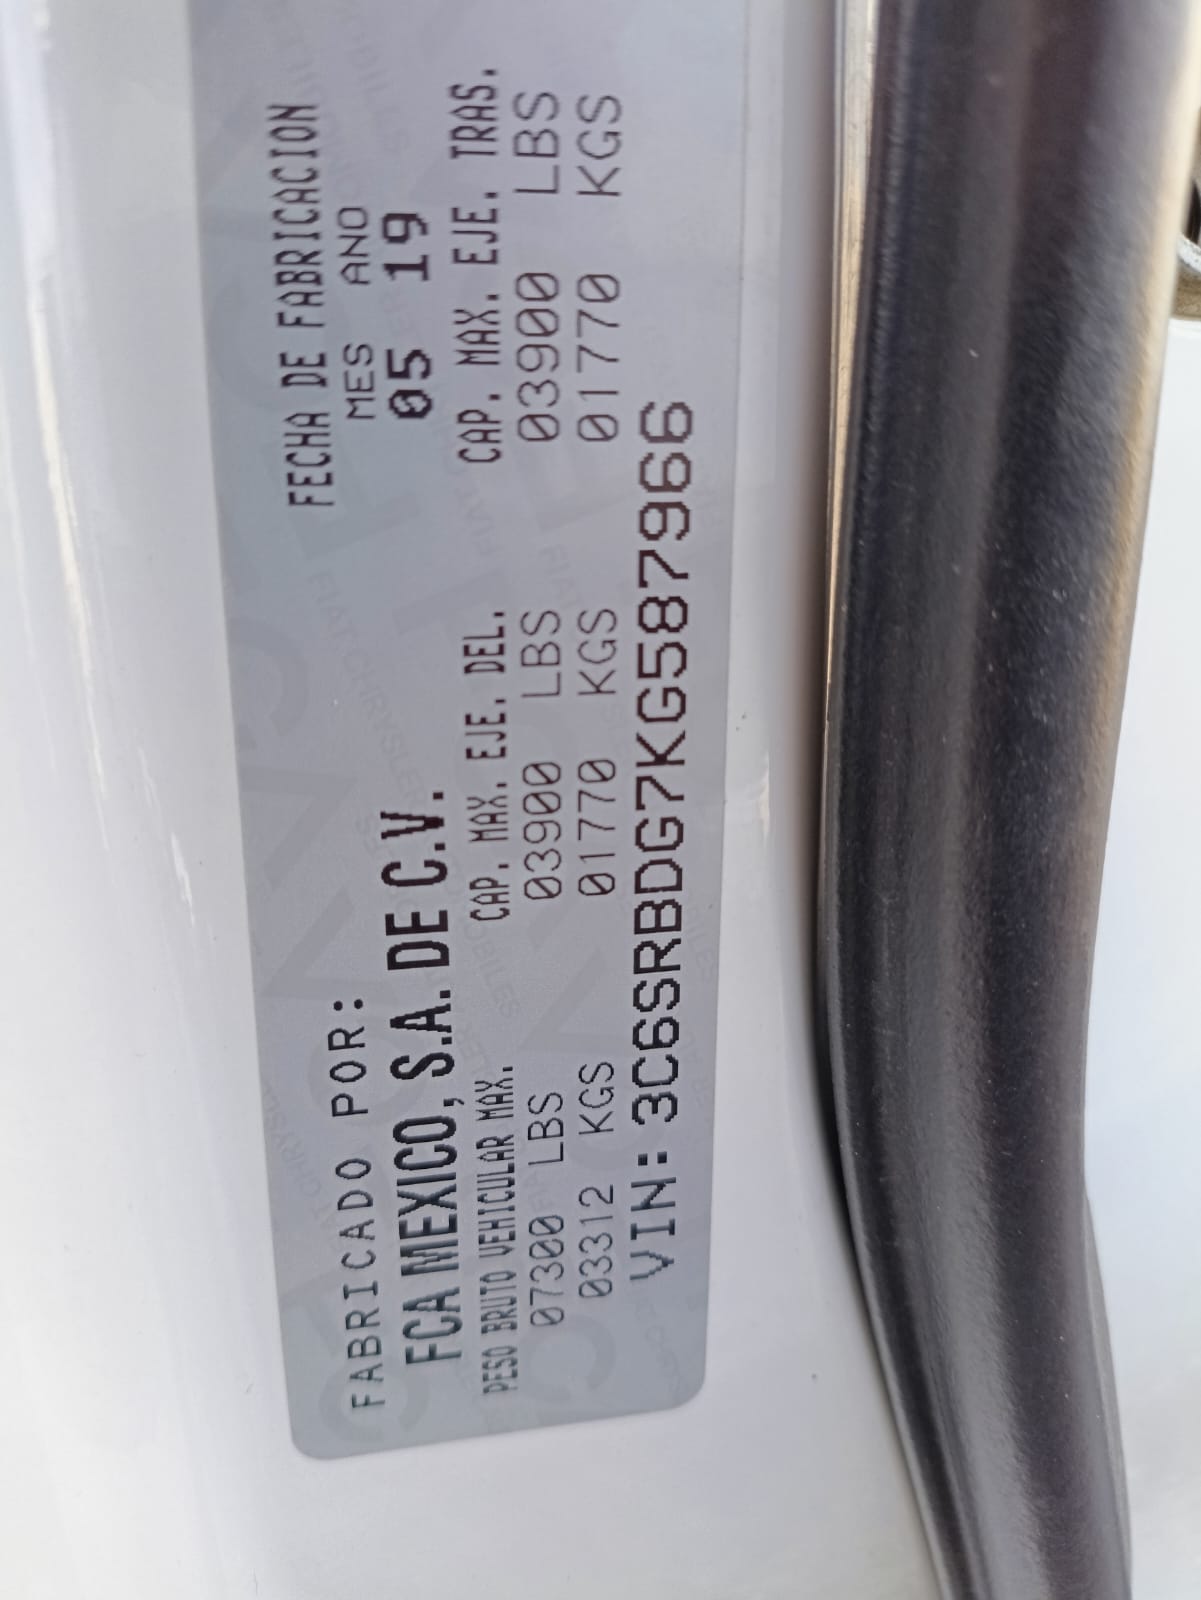 FABRICADO POR:
FECHA DE FABRICACION
MES ANO
FCA MEXICO, S.A. DE C.V.
05 19
PESO BRUTO VEHICULAR MAX. CAP. MAX. EJE. DEL. CAP. MAX. EJE. TRAS.
07300 LBS 03900 LBS 03900 LBS
03312 KGS 01770 KGS 01770 KGS
VIN: 3C6SRBDG7KG587966